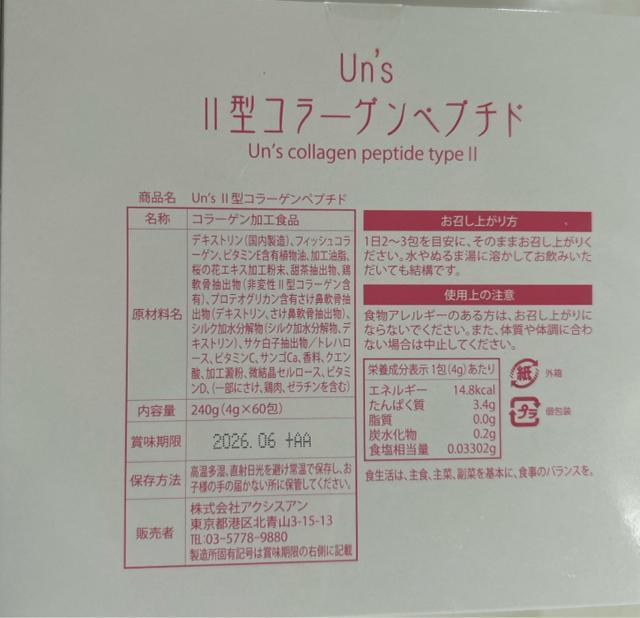 Un's
II型コラーゲンペプチド
Un's collagen peptide type II
商品名 Un's II型コラーゲンペプチド
名称 コラーゲン加工食品
原材料名
デキストリン(国内製造)、フィッシュコラ
ーゲン、ビタミンE含有植物油、加工油脂、
桜の花エキス加工粉末、甜茶抽出物、鶏
軟骨抽出物(非変性II型コラーゲン含
有)、プロテオグリカン含有さけ鼻軟骨抽
出物(デキストリン、さけ鼻軟骨抽出物)、
シルク加水分解物(シルク加水分解物、デ
キストリン)、サケ白子抽出物/トレハロ
ース、ビタミンC、サンゴCa、香料、クエン
酸、加工澱粉、微結晶セルロース、ビタミ
ンD、(一部にさけ、鶏肉、ゼラチンを含む)
内容量 240g(4g×60包)
賞味期限 2026.06 +AA
保存方法
高温多湿、直射日光を避け常温で保存し、お
子様の手の届かない所に保管してください。
販売者
株式会社アクシスアン
東京都港区北青山3-15-13
TEL:03-5778-9880
製造所固有記号は賞味期限の右側に記載
お召し上がり方
1日2〜3包を目安に、そのままお召し上がりく
ださい。水やぬるま湯に溶かしてお飲みいた
だいても結構です。
使用上の注意
食物アレルギーのある方は、お召し上がりに
ならないでください。また、体質や体調に合わ
ない場合は中止してください。
栄養成分表示 1包(4g)あたり
エネルギー 14.8kcal
たんぱく質 3.4g
脂質 0.0g
炭水化物 0.2g
食塩相当量 0.03302g
紙 外箱
プラ 個包装
食生活は、主食、主菜、副菜を基本に、食事のバランスを。